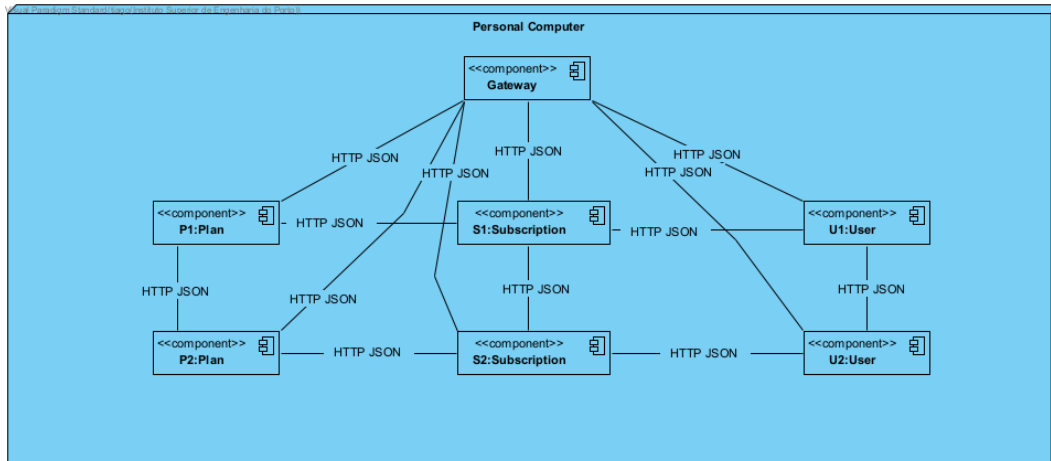 Visual Paradigm Standard(tiago(Instituto Superior de Engenharia do Porto))
Personal Computer
<<component>>
Gateway
HTTP JSON
HTTP JSON
HTTP JSON
HTTP JSON
HTTP JSON
HTTP JSON
<<component>>
P1:Plan
HTTP JSON
<<component>>
S1:Subscription
HTTP JSON
<<component>>
U1:User
HTTP JSON
HTTP JSON
HTTP JSON
HTTP JSON
<<component>>
P2:Plan
HTTP JSON
<<component>>
S2:Subscription
HTTP JSON
<<component>>
U2:User